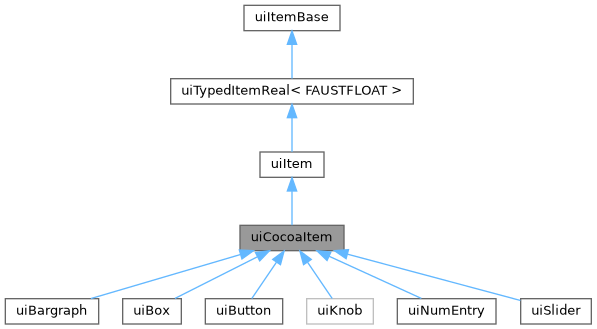 uiItemBase
uiTypedItemReal< FAUSTFLOAT >
uiItem
uiCocoaItem
uiBargraph
uiBox
uiButton
uiKnob
uiNumEntry
uiSlider